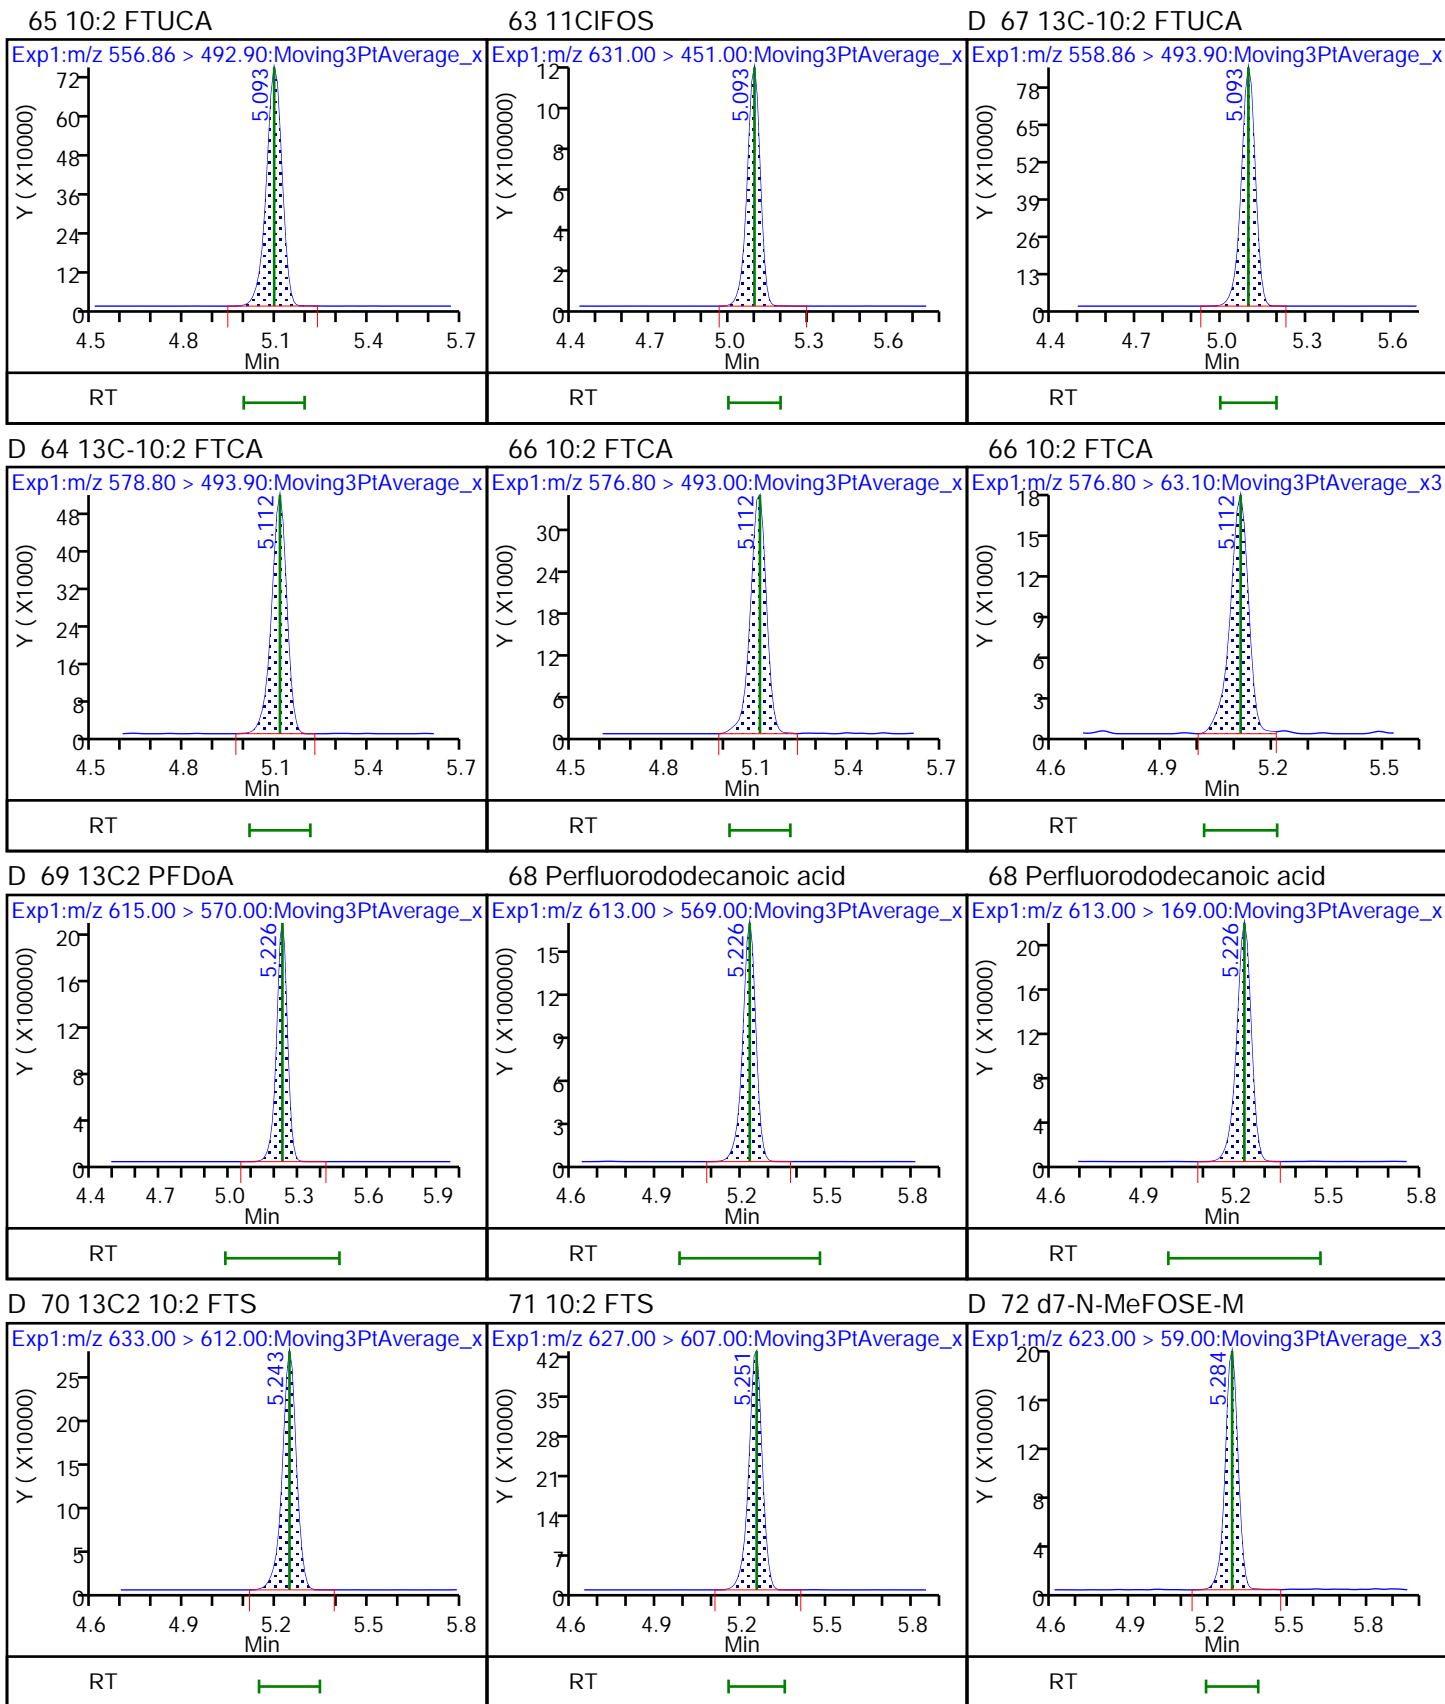 65 10:2 FTUCA
Exp1:m/z 556.86 > 492.90:Moving3PtAverage_x
Y ( X10000)
72
60
48
36
24
12
0
5.093
4.5 4.8 5.1 5.4 5.7
Min
RT
63 11ClFOS
Exp1:m/z 631.00 > 451.00:Moving3PtAverage_x
Y ( X100000)
12
10
8
6
4
2
0
5.093
4.4 4.7 5.0 5.3 5.6
Min
RT
D 67 13C-10:2 FTUCA
Exp1:m/z 558.86 > 493.90:Moving3PtAverage_x
Y ( X10000)
78
65
52
39
26
13
0
5.093
4.4 4.7 5.0 5.3 5.6
Min
RT
D 64 13C-10:2 FTCA
Exp1:m/z 578.80 > 493.90:Moving3PtAverage_x
Y ( X1000)
48
40
32
24
16
8
0
5.112
4.5 4.8 5.1 5.4 5.7
Min
RT
66 10:2 FTCA
Exp1:m/z 576.80 > 493.00:Moving3PtAverage_x
Y ( X1000)
30
24
18
12
6
0
5.112
4.5 4.8 5.1 5.4 5.7
Min
RT
66 10:2 FTCA
Exp1:m/z 576.80 > 63.10:Moving3PtAverage_x3
Y ( X1000)
18
15
12
9
6
3
0
5.112
4.6 4.9 5.2 5.5
Min
RT
D 69 13C2 PFDoA
Exp1:m/z 615.00 > 570.00:Moving3PtAverage_x
Y ( X100000)
20
16
12
8
4
0
5.226
4.4 4.7 5.0 5.3 5.6 5.9
Min
RT
68 Perfluorododecanoic acid
Exp1:m/z 613.00 > 569.00:Moving3PtAverage_x
Y ( X100000)
15
12
9
6
3
0
5.226
4.6 4.9 5.2 5.5 5.8
Min
RT
68 Perfluorododecanoic acid
Exp1:m/z 613.00 > 169.00:Moving3PtAverage_x
Y ( X10000)
20
16
12
8
4
0
5.226
4.6 4.9 5.2 5.5 5.8
Min
RT
D 70 13C2 10:2 FTS
Exp1:m/z 633.00 > 612.00:Moving3PtAverage_x
Y ( X10000)
25
20
15
10
5
0
5.243
4.6 4.9 5.2 5.5 5.8
Min
RT
71 10:2 FTS
Exp1:m/z 627.00 > 607.00:Moving3PtAverage_x
Y ( X10000)
42
35
28
21
14
7
0
5.251
4.6 4.9 5.2 5.5 5.8
Min
RT
D 72 d7-N-MeFOSE-M
Exp1:m/z 623.00 > 59.00:Moving3PtAverage_x3
Y ( X10000)
20
16
12
8
4
0
5.284
4.6 4.9 5.2 5.5 5.8
Min
RT